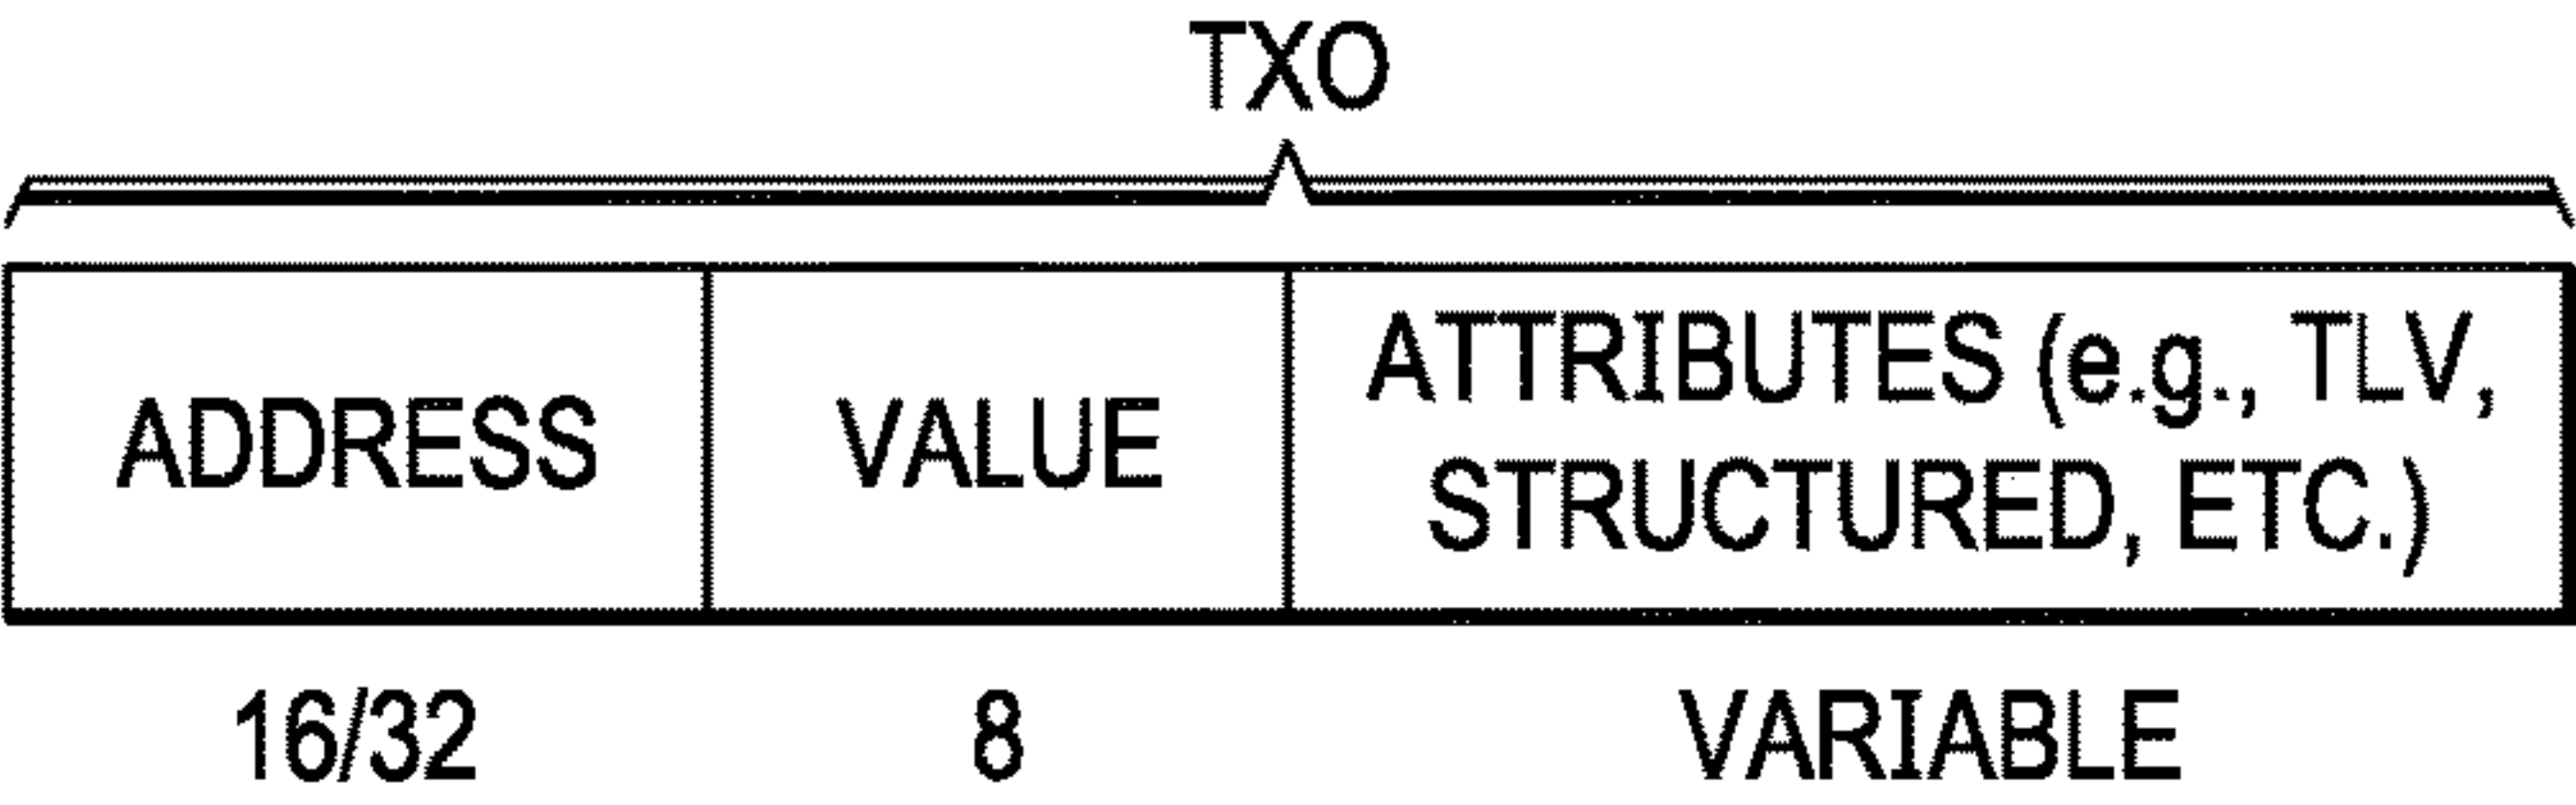 TXO
ADDRESS
VALUE
ATTRIBUTES (e.g., TLV,
STRUCTURED, ETC.)
16/32
8
VARIABLE